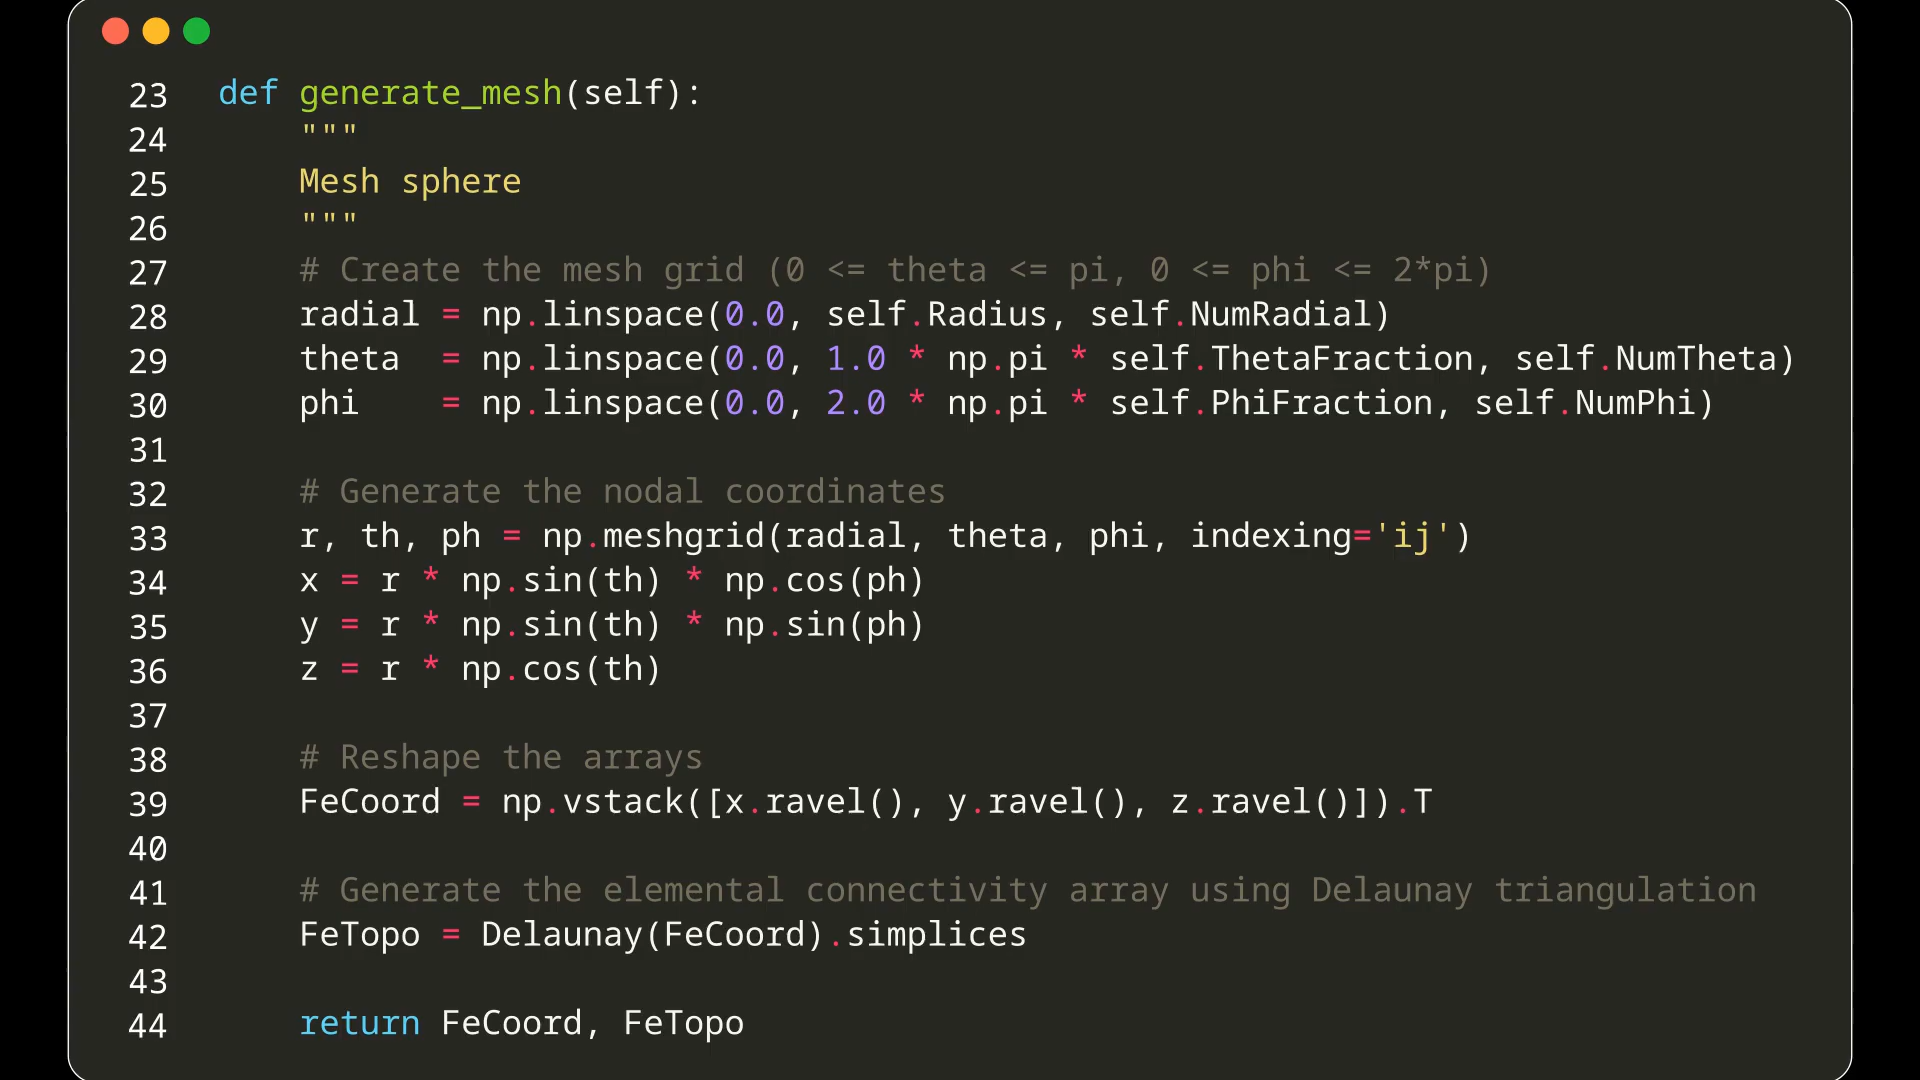 23 def generate_mesh(self):
24     """
25     Mesh sphere
26     """
27     # Create the mesh grid (0 <= theta <= pi, 0 <= phi <= 2*pi)
28     radial = np.linspace(0.0, self.Radius, self.NumRadial)
29     theta  = np.linspace(0.0, 1.0 * np.pi * self.ThetaFraction, self.NumTheta)
30     phi    = np.linspace(0.0, 2.0 * np.pi * self.PhiFraction, self.NumPhi)
31
32     # Generate the nodal coordinates
33     r, th, ph = np.meshgrid(radial, theta, phi, indexing='ij')
34     x = r * np.sin(th) * np.cos(ph)
35     y = r * np.sin(th) * np.sin(ph)
36     z = r * np.cos(th)
37
38     # Reshape the arrays
39     FeCoord = np.vstack([x.ravel(), y.ravel(), z.ravel()]).T
40
41     # Generate the elemental connectivity array using Delaunay triangulation
42     FeTopo = Delaunay(FeCoord).simplices
43
44     return FeCoord, FeTopo